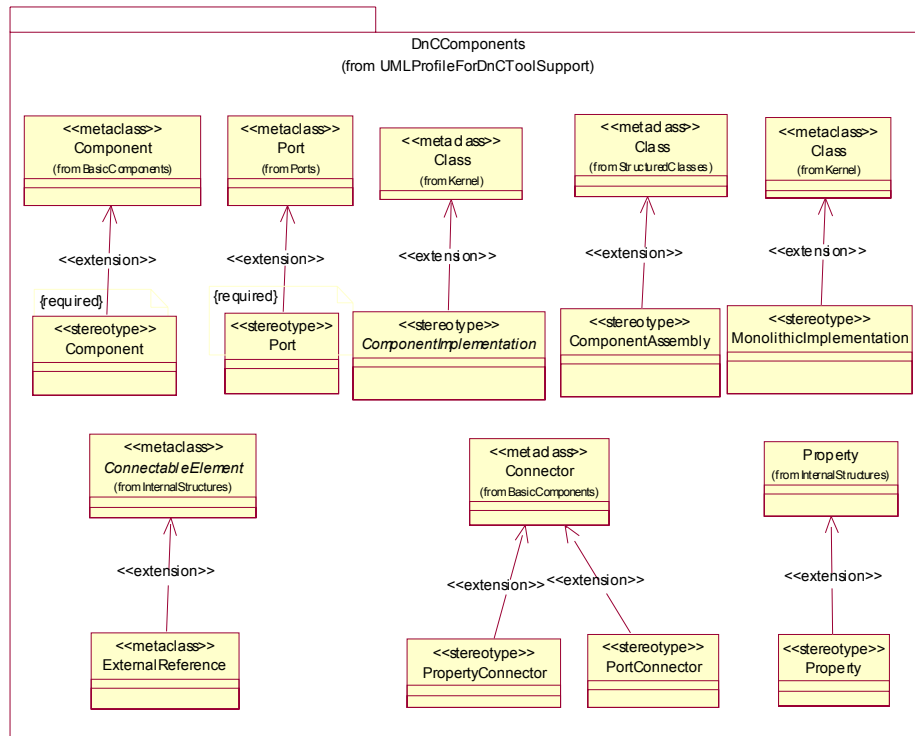 DnCComponents
(from UMLProfileForDnCToolSupport)
<<metaclass>>
Component
(from BasicComponents)
<<metaclass>>
Port
(from Ports)
<<metaclass>>
Class
(from Kernel)
<<metaclass>>
Class
(from StructuredClasses)
<<metaclass>>
Class
(from Kernel)
<<extension>>
<<extension>>
<<extension>>
<<extension>>
<<extension>>
{required}
{required}
<<stereotype>>
Component
<<stereotype>>
Port
<<stereotype>>
ComponentImplementation
<<stereotype>>
ComponentAssembly
<<stereotype>>
MonolithicImplementation
<<metaclass>>
ConnectableElement
(from InternalStructures)
<<metaclass>>
Connector
(from BasicComponents)
Property
(from InternalStructures)
<<extension>>
<<extension>>
<<extension>>
<<extension>>
<<metaclass>>
ExternalReference
<<stereotype>>
PropertyConnector
<<stereotype>>
PortConnector
<<stereotype>>
Property